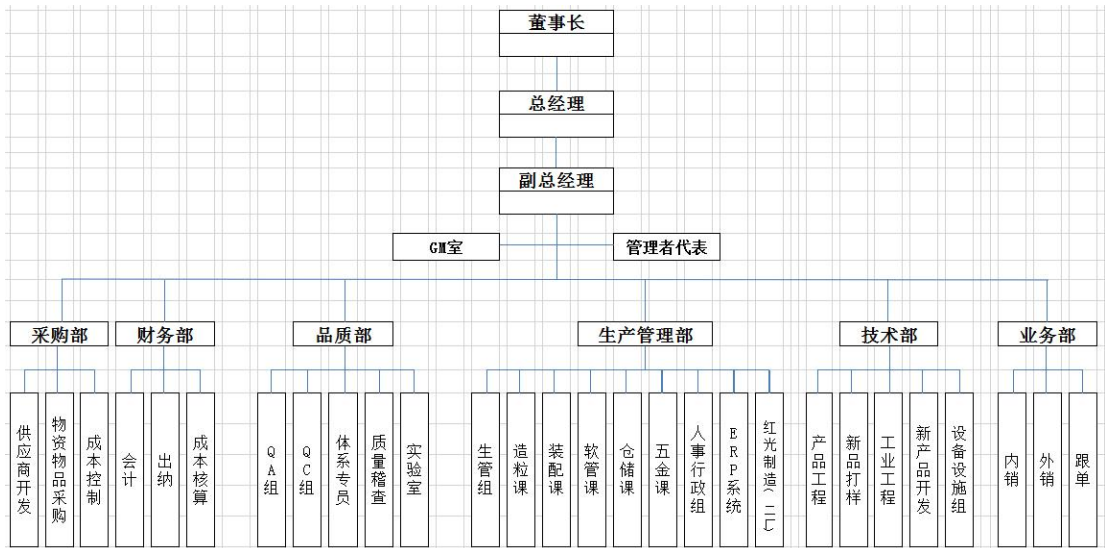 董事长
总经理
副总经理
GM室
管理者代表
采购部
财务部
品质部
生产管理部
技术部
业务部
供应商开发
物资物品采购
成本控制
会计
出纳
成本核算
QA组
QC组
体系专员
质量稽查
实验室
生管组
造粒课
装配课
软管课
仓储课
五金课
人事行政组
ERP系统
红光制造(二厂)
产品工程
新品打样
工业工程
新产品开发
设备设施组
内销
外销
跟单